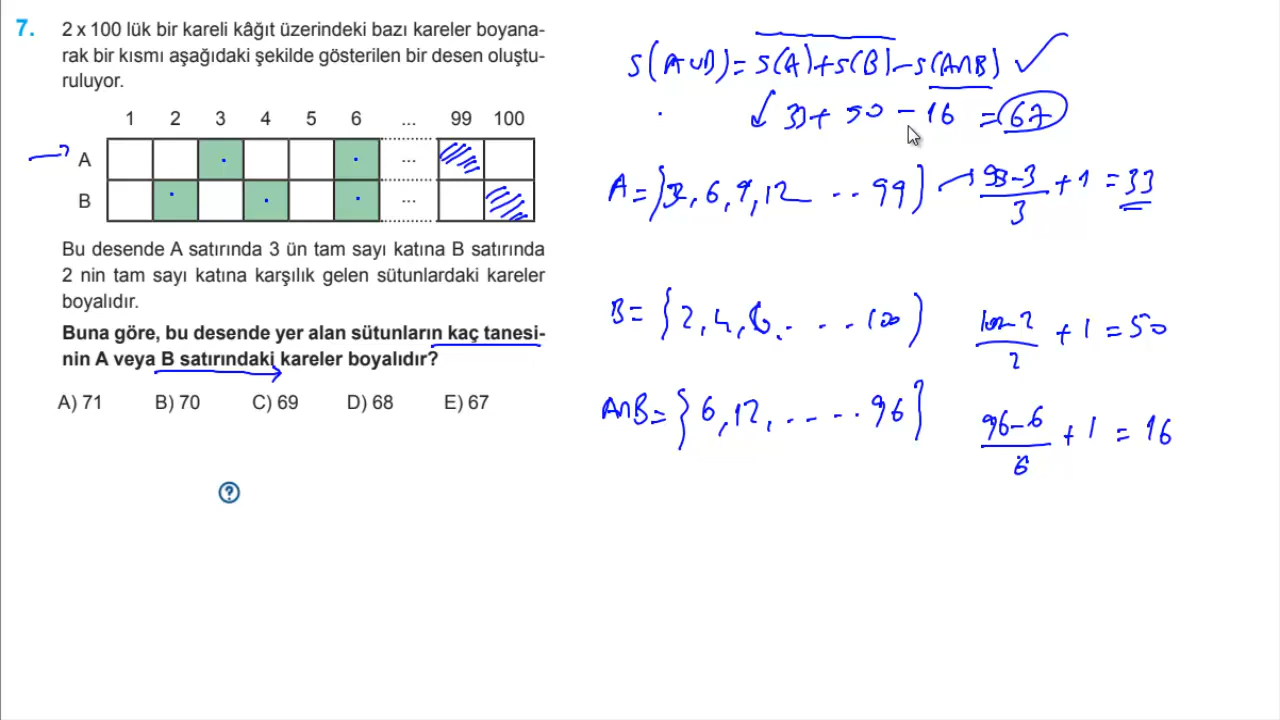 7. 2 x 100 lük bir kareli kâğıt üzerindeki bazı kareler boyana-
rak bir kısmı aşağıdaki şekilde gösterilen bir desen oluştu-
ruluyor.
1 2 3 4 5 6 ... 99 100
A ...
B ...
Bu desende A satırında 3 ün tam sayı katına B satırında
2 nin tam sayı katına karşılık gelen sütunlardaki kareler
boyalıdır.
Buna göre, bu desende yer alan sütunların kaç tanesi-
nin A veya B satırındaki kareler boyalıdır?
A) 71 B) 70 C) 69 D) 68 E) 67
s(A∪B)= s(A)+s(B)-s(A∩B) ✓
33+ 50 - 16 = 67
A={3, 6, 9, 12 ... 99} → 99-3/3 + 1 = 33
B= {2, 4, 6, . . . 100} 100-2/2 + 1 = 50
A∩B= {6, 12, ..... 96} 96-6/6 + 1 = 16